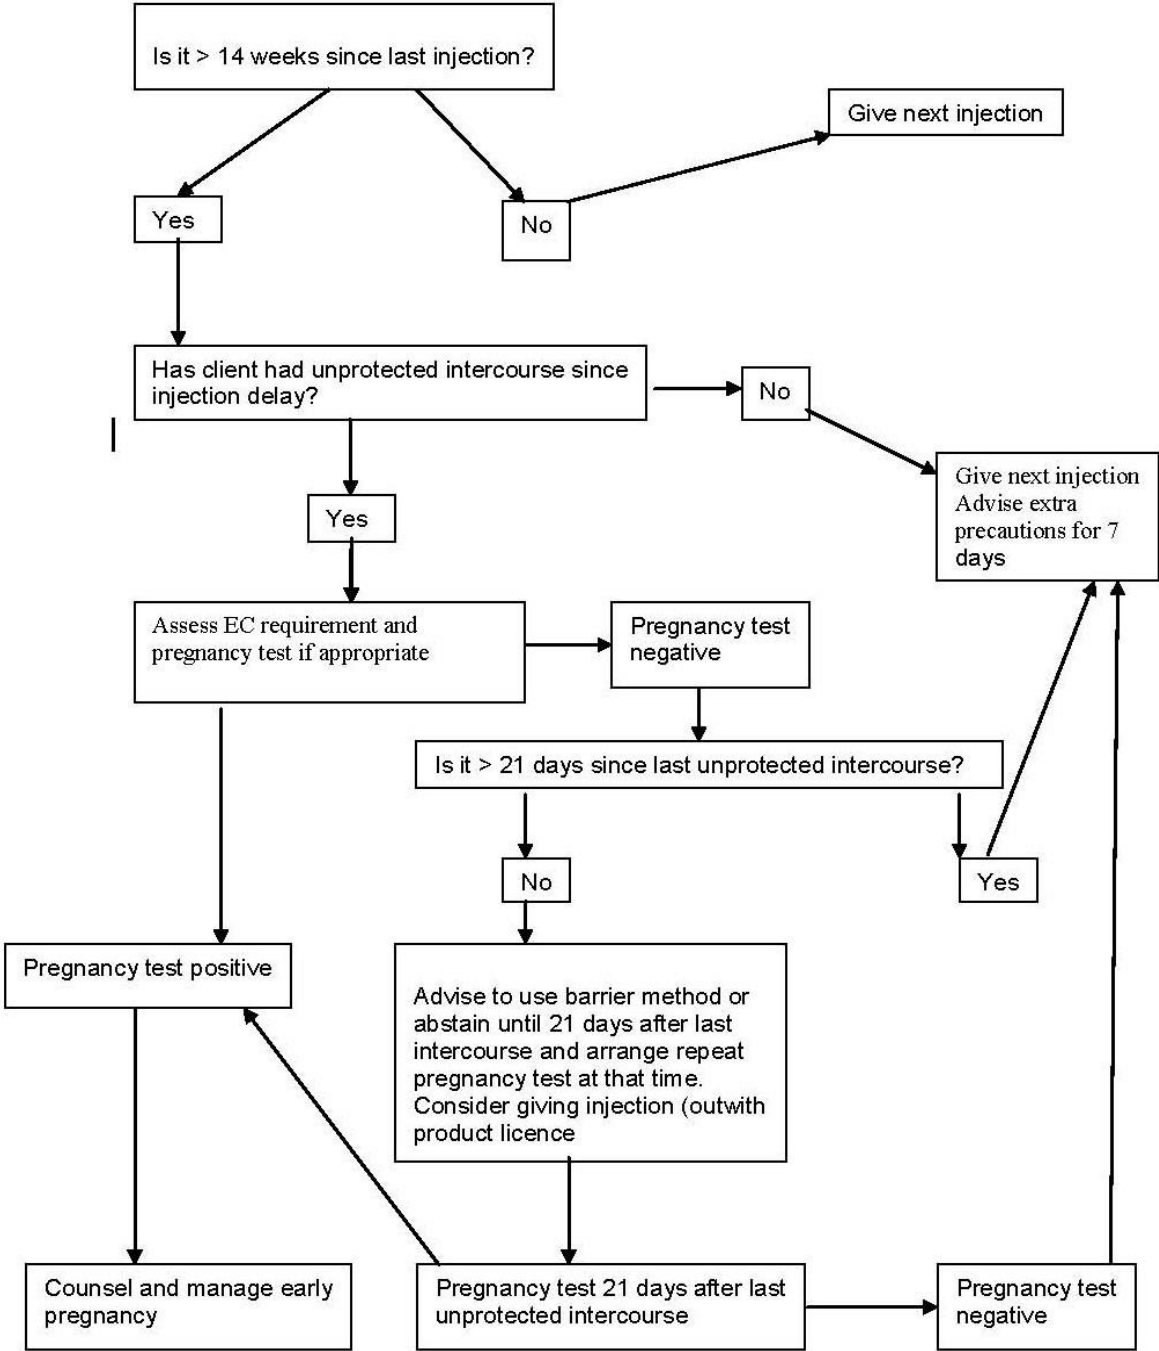 Is it > 14 weeks since last injection?
Give next injection
Yes
No
Has client had unprotected intercourse since
injection delay?
No
Give next injection
Advise extra
precautions for 7
days
Yes
Assess EC requirement and
pregnancy test if appropriate
Pregnancy test
negative
Is it > 21 days since last unprotected intercourse?
No
Yes
Pregnancy test positive
Advise to use barrier method or
abstain until 21 days after last
intercourse and arrange repeat
pregnancy test at that time.
Consider giving injection (outwith
product licence
Counsel and manage early
pregnancy
Pregnancy test 21 days after last
unprotected intercourse
Pregnancy test
negative